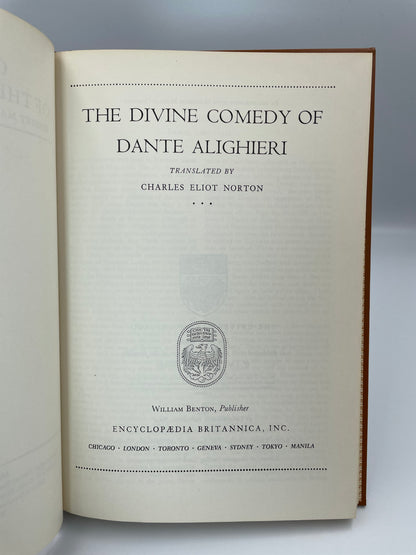 THE DIVINE COMEDY OF
DANTE ALIGHIERI
TRANSLATED BY
CHARLES ELIOT NORTON
WILLIAM BENTON, Publisher
ENCYCLOPÆDIA BRITANNICA, INC.
CHICAGO · LONDON · TORONTO · GENEVA · SYDNEY · TOKYO · MANILA